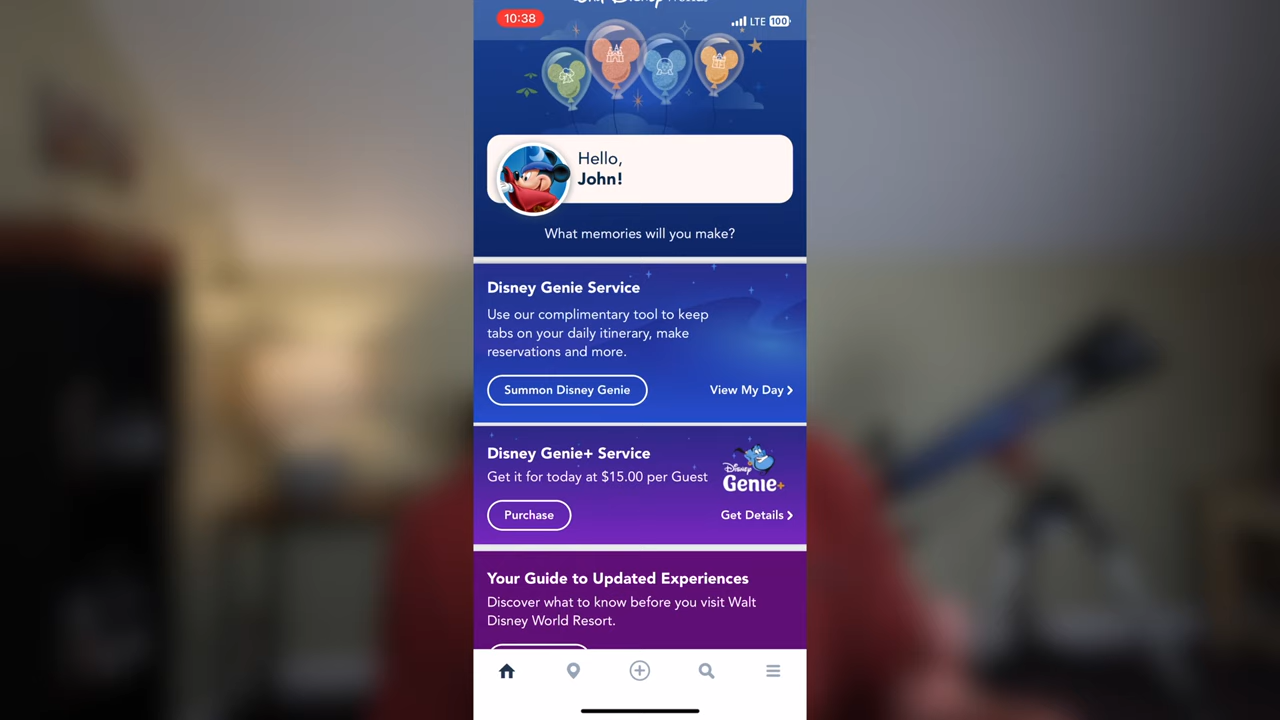 10:38
LTE 100
Hello,
John!
What memories will you make?
Disney Genie Service
Use our complimentary tool to keep
tabs on your daily itinerary, make
reservations and more.
Summon Disney Genie
View My Day
Disney Genie+ Service
Get it for today at $15.00 per Guest
Disney
Genie+
Purchase
Get Details
Your Guide to Updated Experiences
Discover what to know before you visit Walt
Disney World Resort.